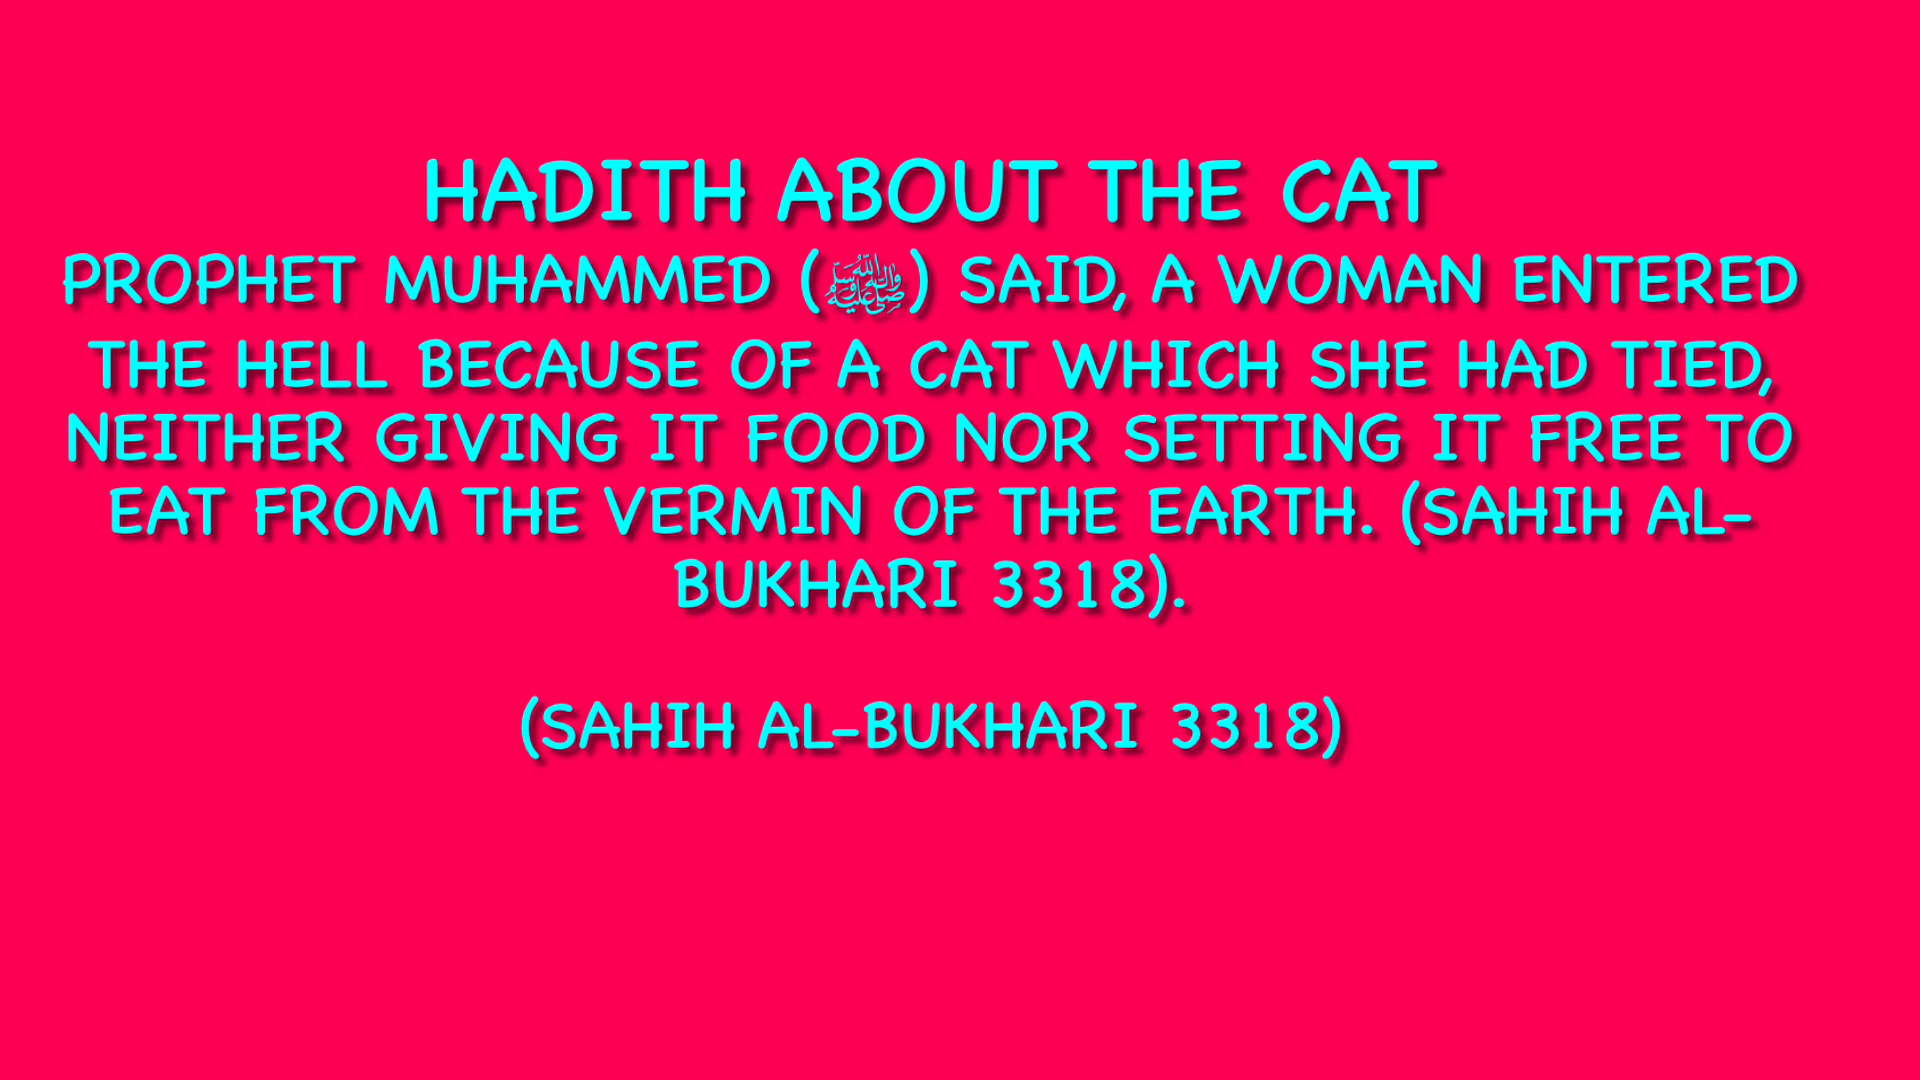 HADITH ABOUT THE CAT
PROPHET MUHAMMED (ﷺ) SAID, A WOMAN ENTERED
THE HELL BECAUSE OF A CAT WHICH SHE HAD TIED,
NEITHER GIVING IT FOOD NOR SETTING IT FREE TO
EAT FROM THE VERMIN OF THE EARTH. (SAHIH AL-
BUKHARI 3318).
(SAHIH AL-BUKHARI 3318)